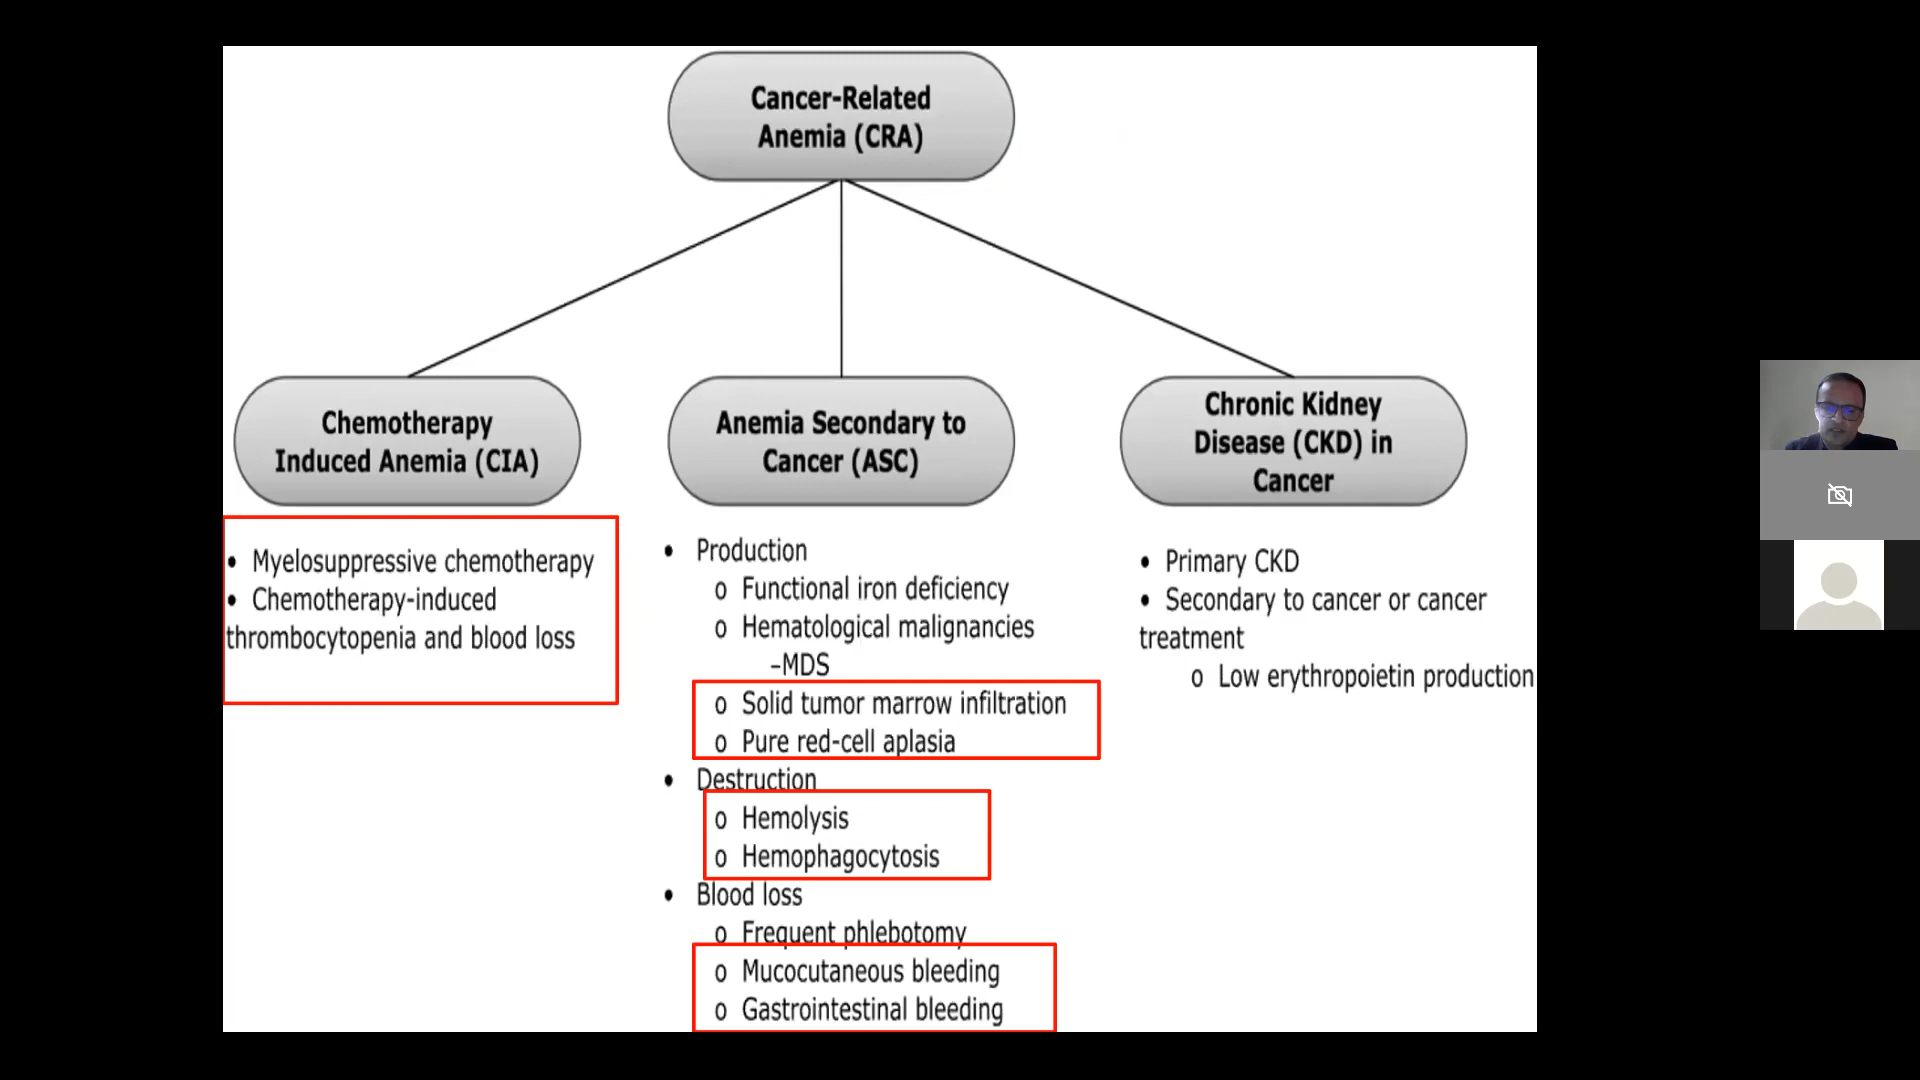 Cancer-Related
Anemia (CRA)
Chemotherapy
Induced Anemia (CIA)
• Myelosuppressive chemotherapy
• Chemotherapy-induced
thrombocytopenia and blood loss
Anemia Secondary to
Cancer (ASC)
• Production
o Functional iron deficiency
o Hematological malignancies
–MDS
o Solid tumor marrow infiltration
o Pure red-cell aplasia
• Destruction
o Hemolysis
o Hemophagocytosis
• Blood loss
o Frequent phlebotomy
o Mucocutaneous bleeding
o Gastrointestinal bleeding
Chronic Kidney
Disease (CKD) in
Cancer
• Primary CKD
• Secondary to cancer or cancer
treatment
o Low erythropoietin production